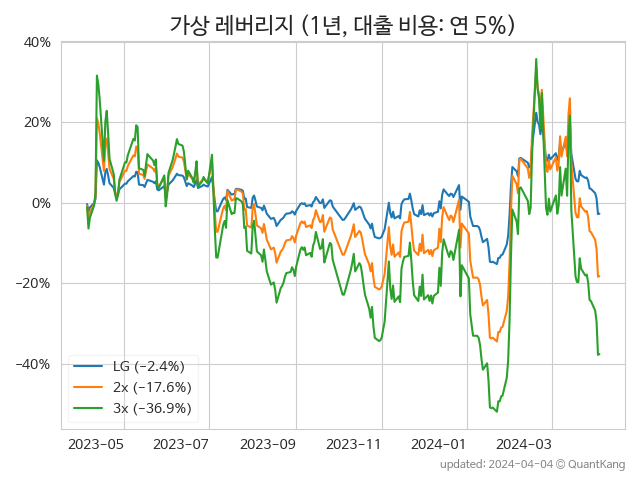 가상 레버리지 (1년, 대출 비용: 연 5%)
40%
20%
0%
−20%
−40%
LG (−2.4%)
2x (−17.6%)
3x (−36.9%)
2023-05 2023-07 2023-09 2023-11 2024-01 2024-03
updated: 2024-04-04 © QuantKang